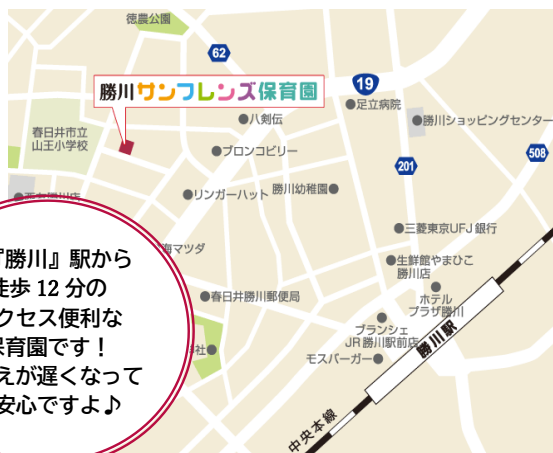 徳農公園
62
19
勝川サンフレンズ保育園
足立病院
八剣伝
勝川ショッピングセンター
春日井市立
山王小学校
ブロンコビリー
508
201
リンガーハット
勝川幼稚園
三菱東京UFJ 銀行
『勝川』駅から
徒歩 12 分の
クセス便利な
保育園です！
えが遅くなって
安心ですよ♪
海マツダ
生鮮館やまひこ
勝川店
春日井勝川郵便局
ホテル
プラザ勝川
ブランシェ
JR 勝川駅前店
勝川駅
社
モスバーガー
中央本線